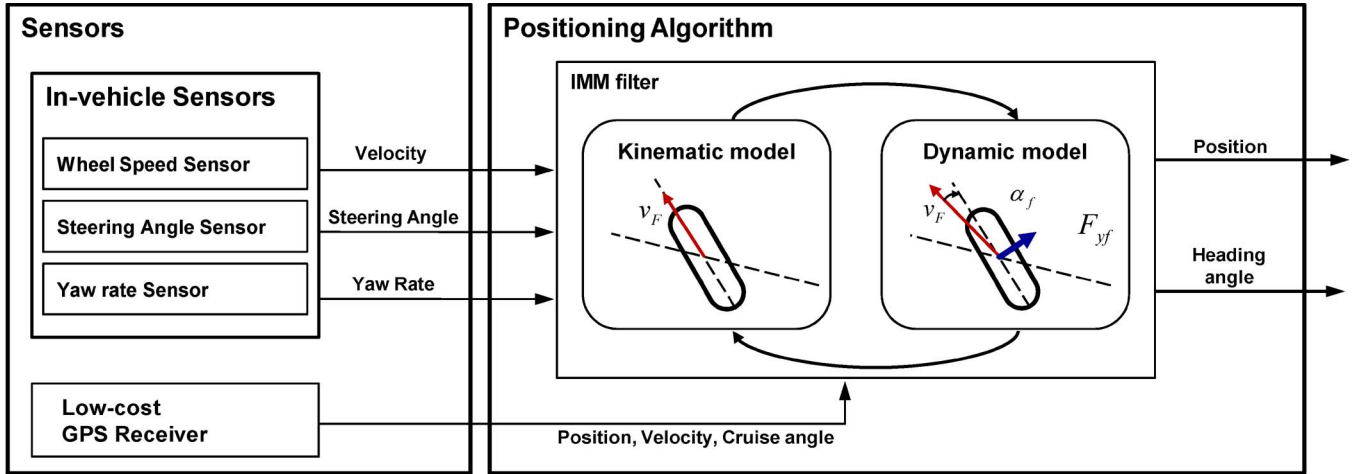 Sensors
In-vehicle Sensors
Wheel Speed Sensor
Steering Angle Sensor
Yaw rate Sensor
Low-cost
GPS Receiver
Velocity
Steering Angle
Yaw Rate
Position, Velocity, Cruise angle
Positioning Algorithm
IMM filter
Kinematic model
v_F
Dynamic model
v_F
α_f
F_yf
Position
Heading
angle